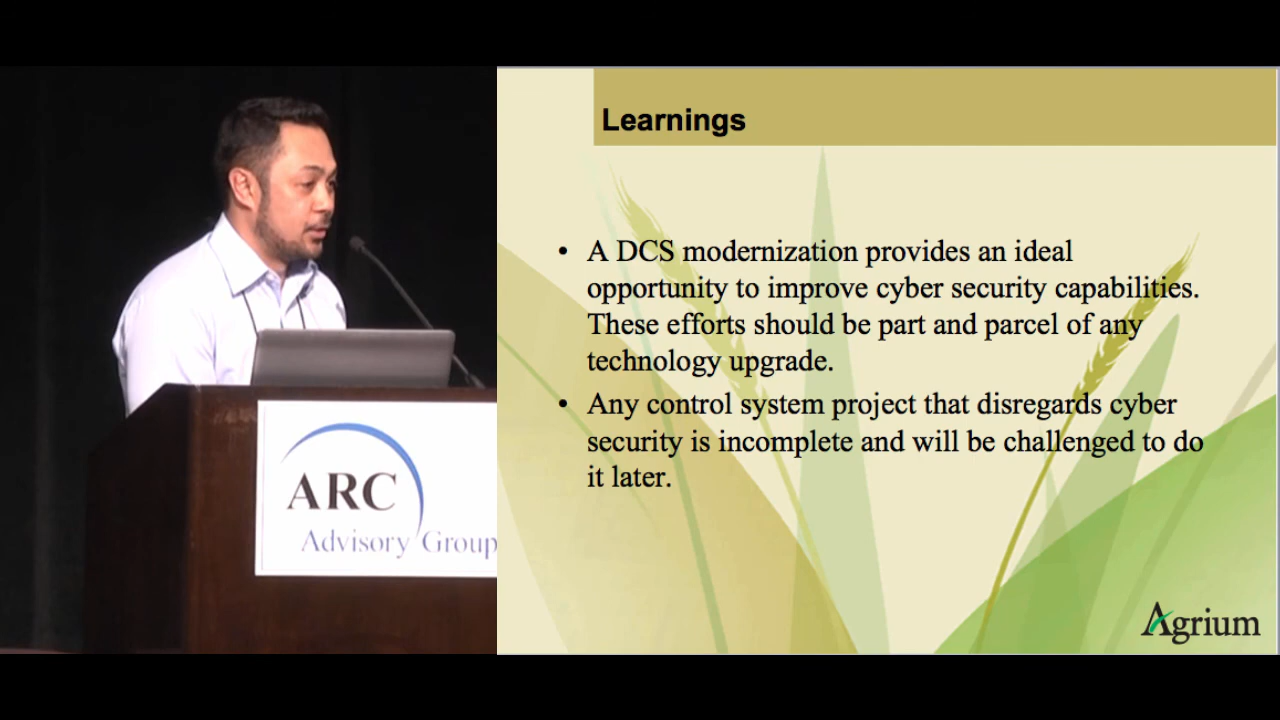 Learnings
• A DCS modernization provides an ideal
opportunity to improve cyber security capabilities.
These efforts should be part and parcel of any
technology upgrade.
• Any control system project that disregards cyber
security is incomplete and will be challenged to do
it later.
ARC
Advisory Group
Agrium